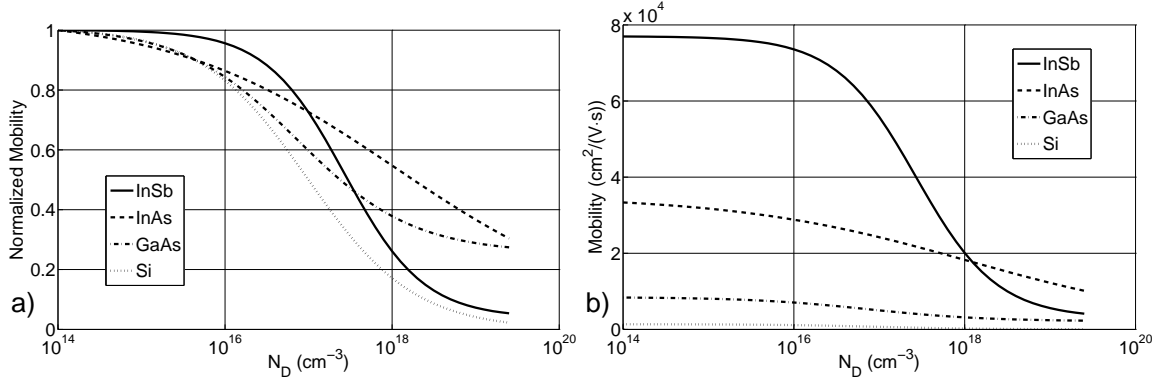 1
0.8
0.6
0.4
0.2
0
Normalized Mobility
InSb
InAs
GaAs
Si
a)
10^14
10^16
10^18
10^20
N_D (cm^−3)
8 x 10^4
6
4
2
0
Mobility (cm^2/(V·s))
InSb
InAs
GaAs
Si
b)
10^14
10^16
10^18
10^20
N_D (cm^−3)